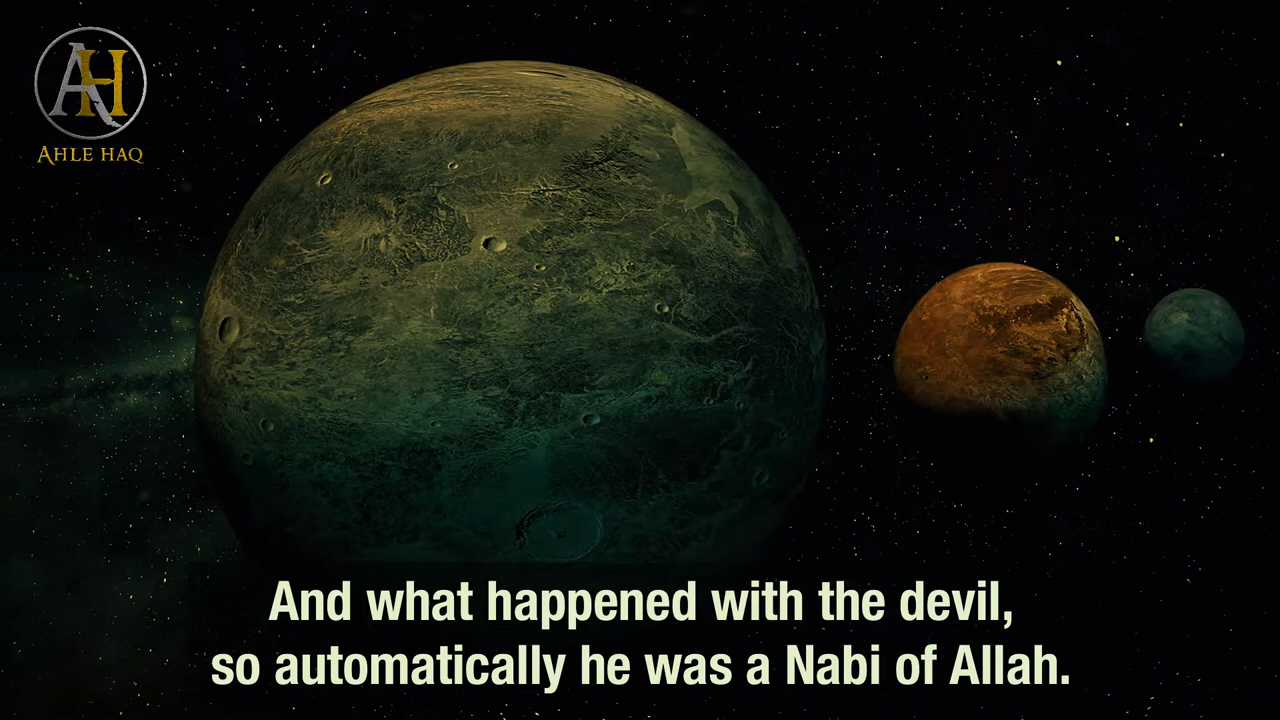 AH
AHLE HAQ
And what happened with the devil,
so automatically he was a Nabi of Allah.